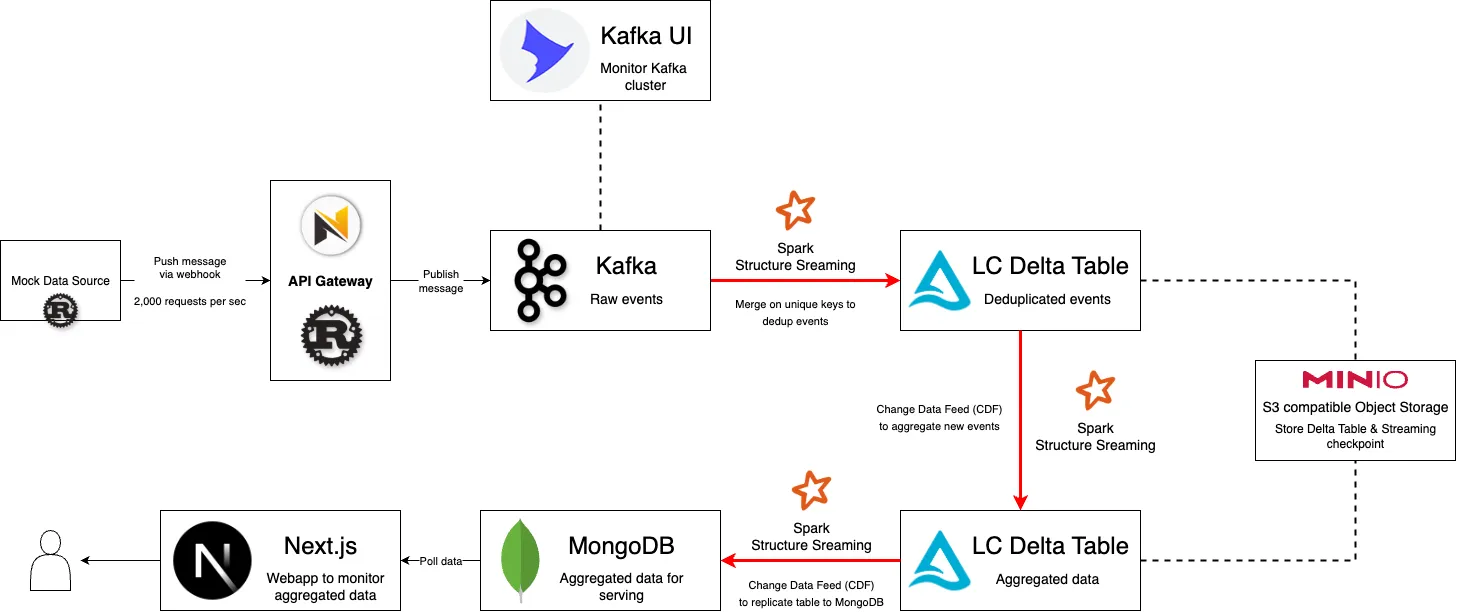 Kafka UI
Monitor Kafka
cluster
Mock Data Source
R
Push message
via webhook
2,000 requests per sec
N
API Gateway
R
Publish
message
Kafka
Raw events
Spark
Structure Sreaming
Merge on unique keys to
dedup events
LC Delta Table
Deduplicated events
Change Data Feed (CDF)
to aggregate new events
Spark
Structure Sreaming
MINIO
S3 compatible Object Storage
Store Delta Table & Streaming
checkpoint
N
Next.js
Webapp to monitor
aggregated data
Poll data
MongoDB
Aggregated data for
serving
Spark
Structure Sreaming
Change Data Feed (CDF)
to replicate table to MongoDB
LC Delta Table
Aggregated data